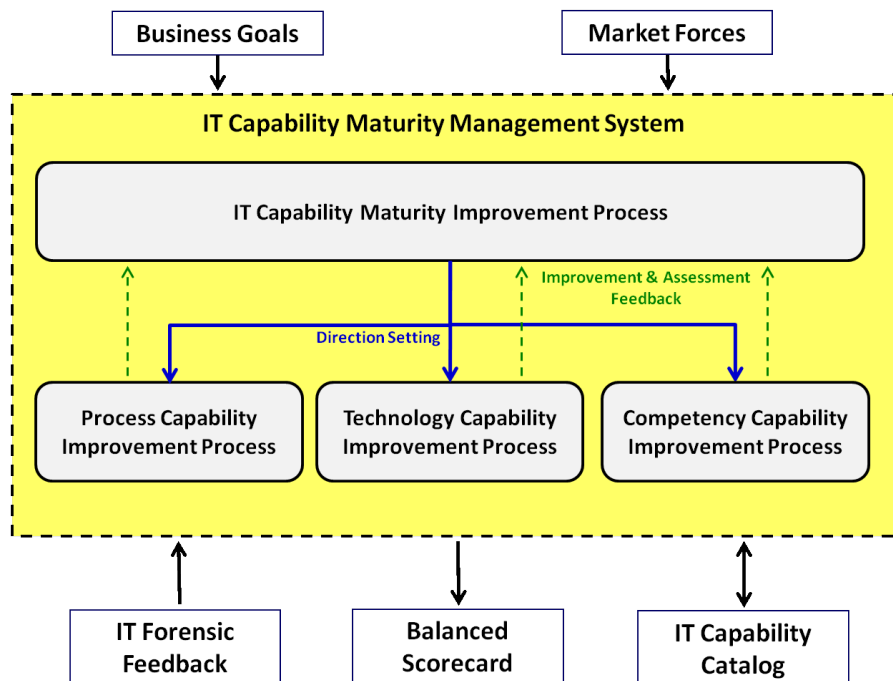 Business Goals
Market Forces
IT Capability Maturity Management System
IT Capability Maturity Improvement Process
Improvement & Assessment
Feedback
Direction Setting
Process Capability
Improvement Process
Technology Capability
Improvement Process
Competency Capability
Improvement Process
IT Forensic
Feedback
Balanced
Scorecard
IT Capability
Catalog